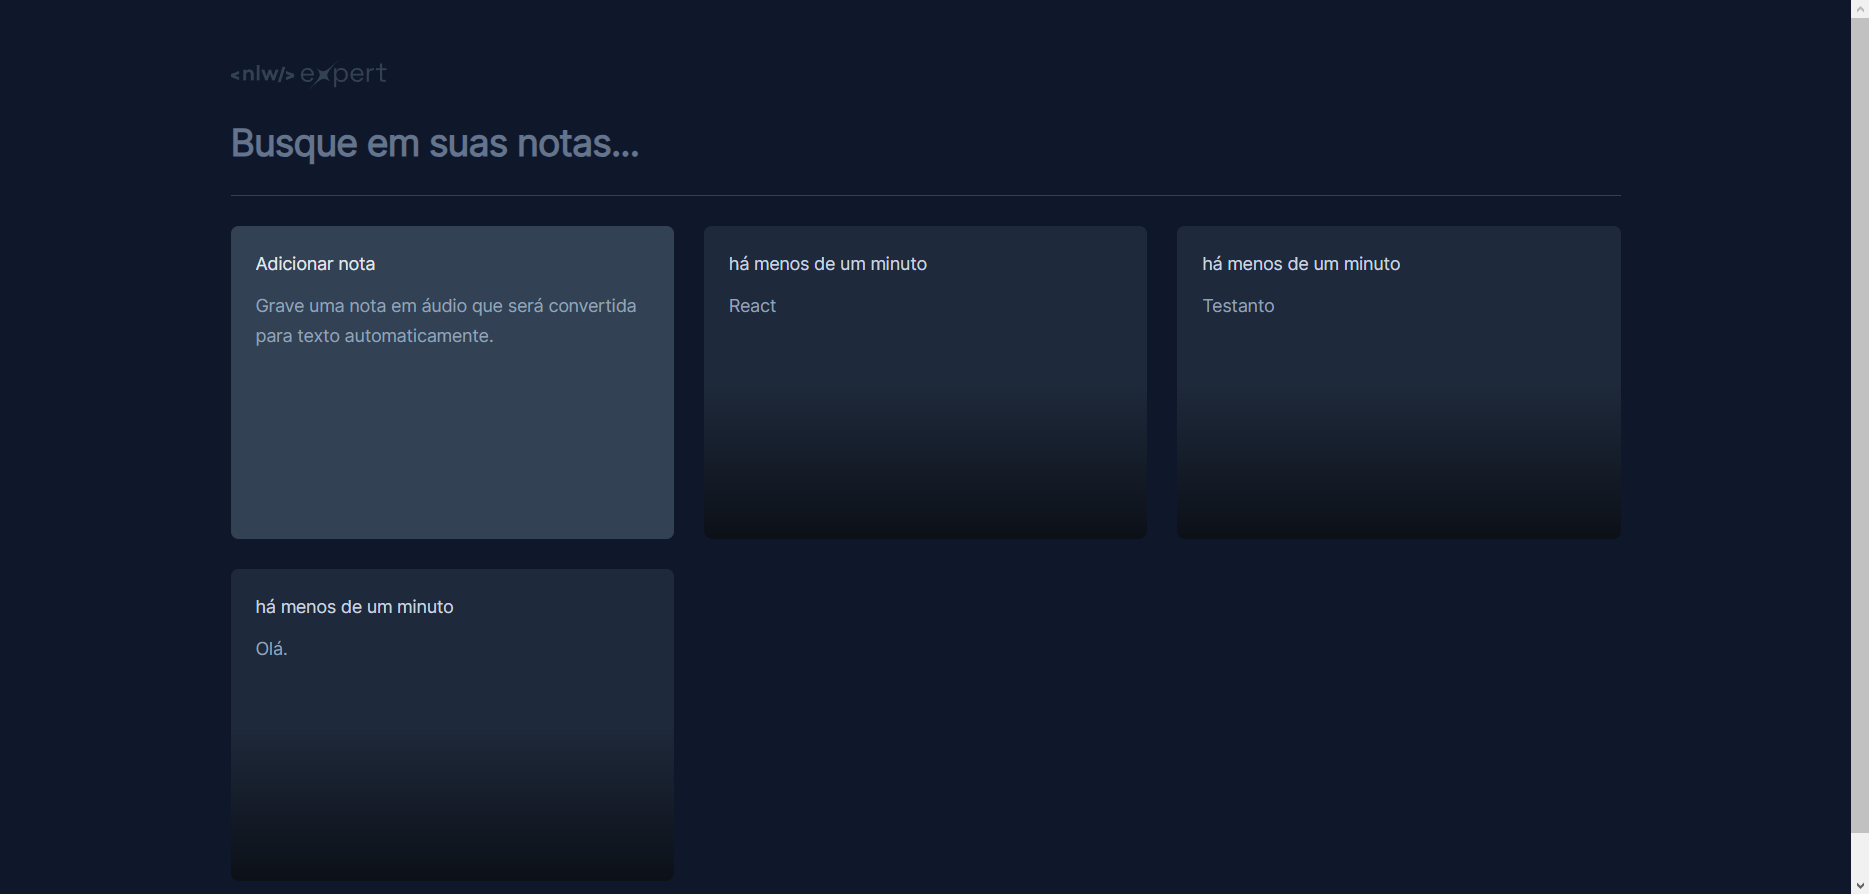 <nlw/> expert
Busque em suas notas...
Adicionar nota
Grave uma nota em áudio que será convertida
para texto automaticamente.
há menos de um minuto
React
há menos de um minuto
Testanto
há menos de um minuto
Olá.